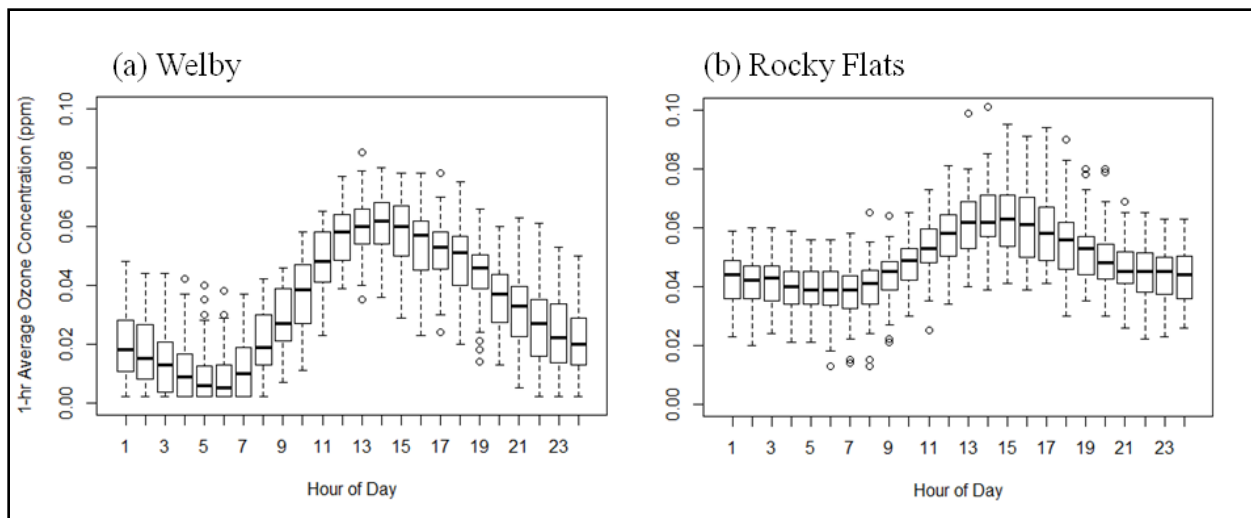 (a) Welby
(b) Rocky Flats
1-hr Average Ozone Concentration (ppm)
0.10
0.08
0.06
0.04
0.02
0.00
1 3 5 7 9 11 13 15 17 19 21 23
Hour of Day
0.10
0.08
0.06
0.04
0.02
0.00
1 3 5 7 9 11 13 15 17 19 21 23
Hour of Day